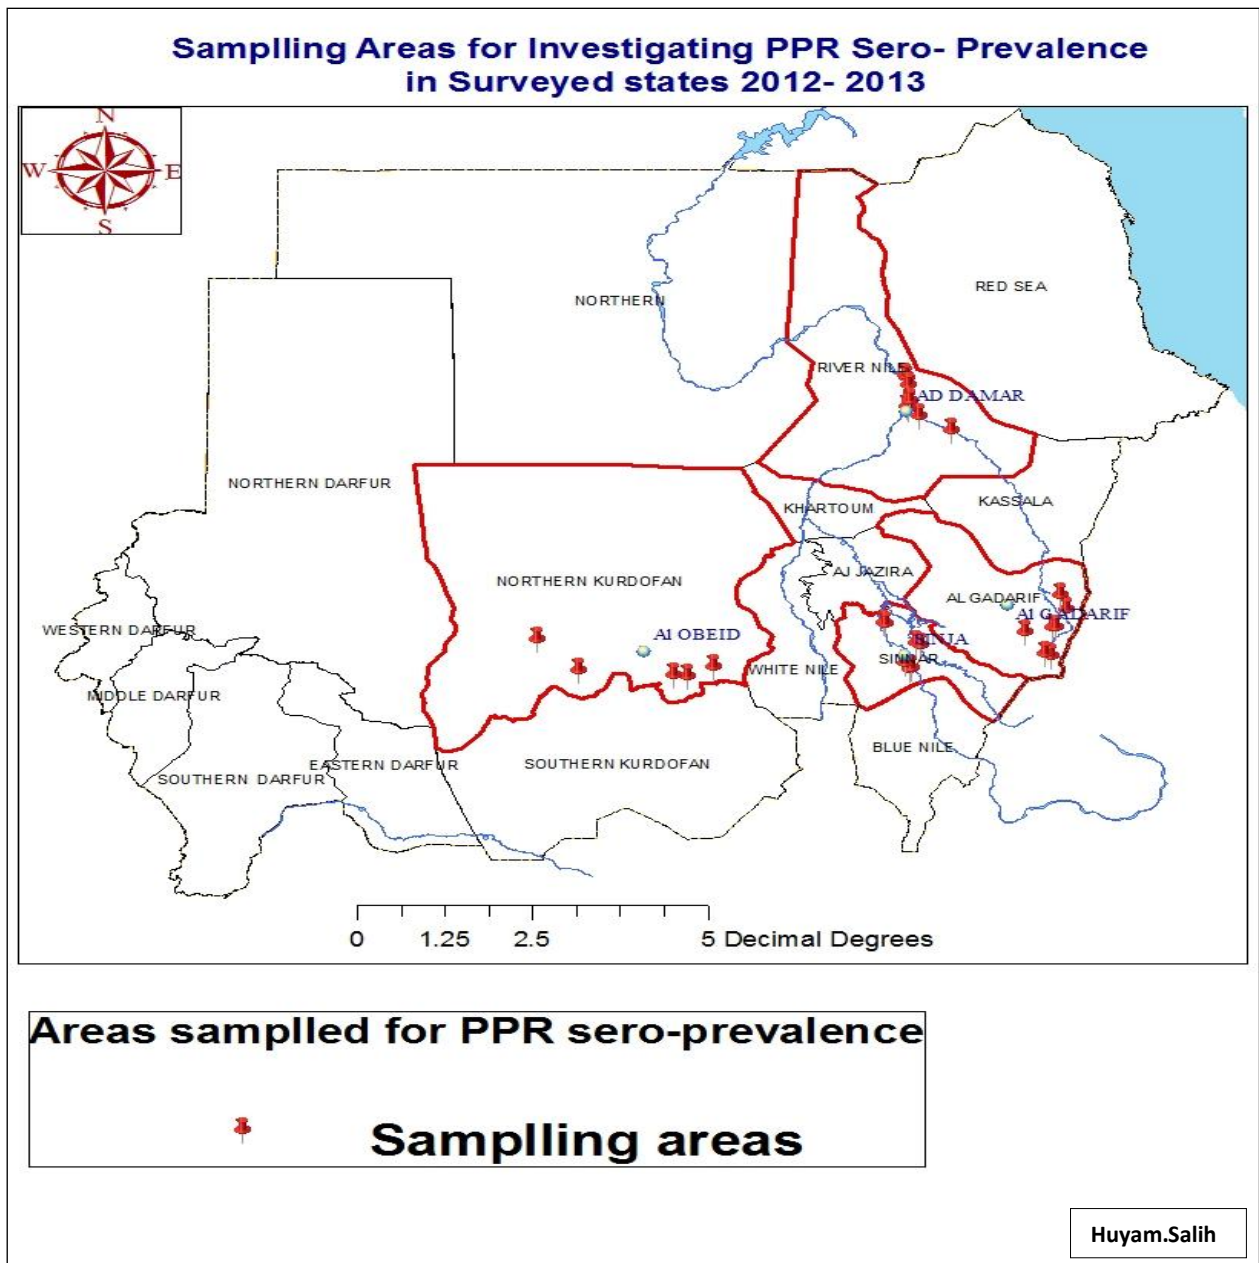 Samplling Areas for Investigating PPR Sero- Prevalence
in Surveyed states 2012- 2013
N
W
E
S
RED SEA
NORTHERN
RIVER NILE
AD DAMAR
NORTHERN DARFUR
KHARTOUM
KASSALA
AJ JAZIRA
NORTHERN KURDOFAN
AL GADARIF
Al GADARIF
WESTERN DARFUR
Al OBEID
SINJA
SINNAR
WHITE NILE
MIDDLE DARFUR
BLUE NILE
EASTERN DARFUR
SOUTHERN KURDOFAN
SOUTHERN DARFUR
0 1.25 2.5 5 Decimal Degrees
Areas samplled for PPR sero-prevalence
Samplling areas
Huyam.Salih